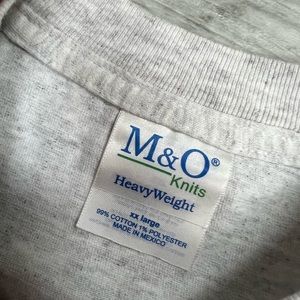 M&O®
Knits
HeavyWeight
xx large
99% COTTON 1% POLYESTER
MADE IN MEXICO